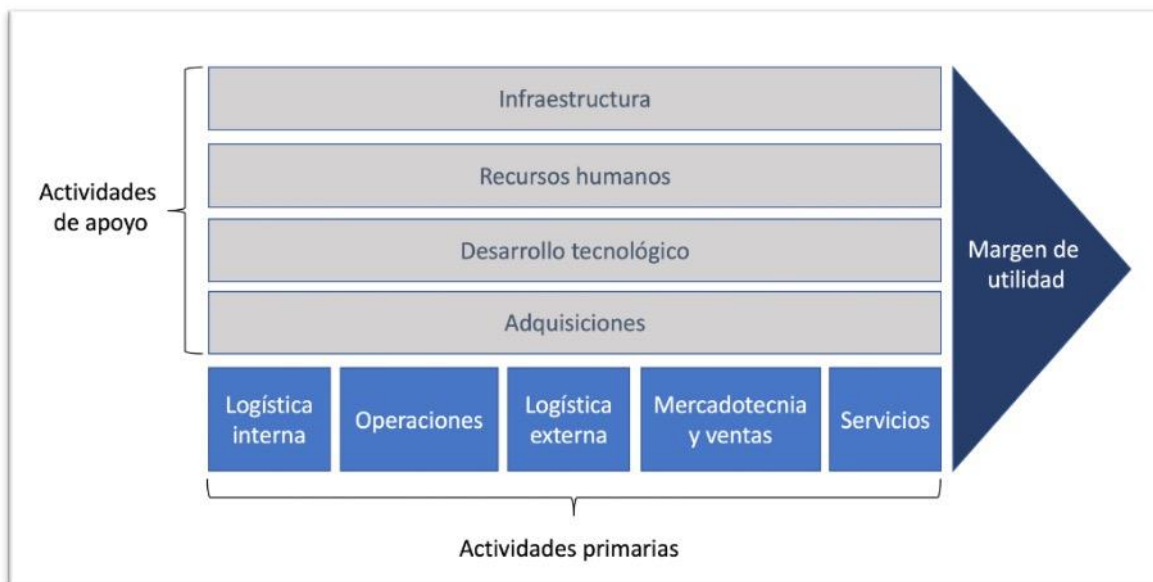 Infraestructura
Recursos humanos
Actividades
de apoyo
Desarrollo tecnológico
Margen de
utilidad
Adquisiciones
Logística
interna
Operaciones
Logística
externa
Mercadotecnia
y ventas
Servicios
Actividades primarias